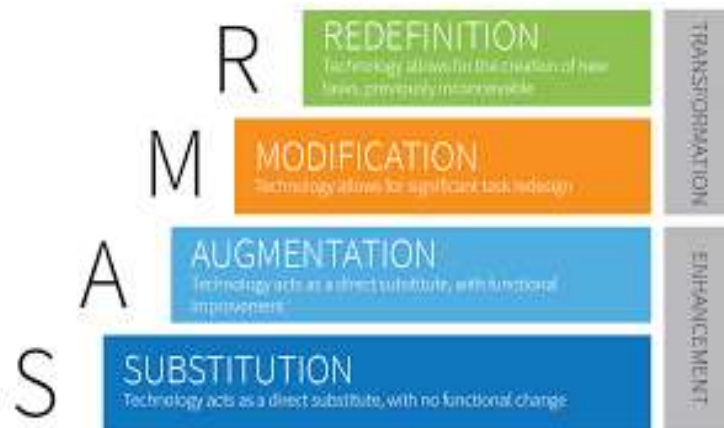 R
REDEFINITION
Technology allows for the creation of new
tasks, previously inconceivable
TRANSFORMATION
M
MODIFICATION
Technology allows for significant task redesign
A
AUGMENTATION
Technology acts as a direct substitute, with functional
improvement
ENHANCEMENT
S
SUBSTITUTION
Technology acts as a direct substitute, with no functional change